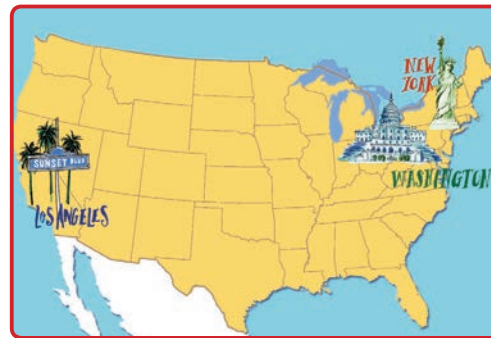 NEW
YORK
SUNSET BLVD
WASHINGTON
LOS ANGELES